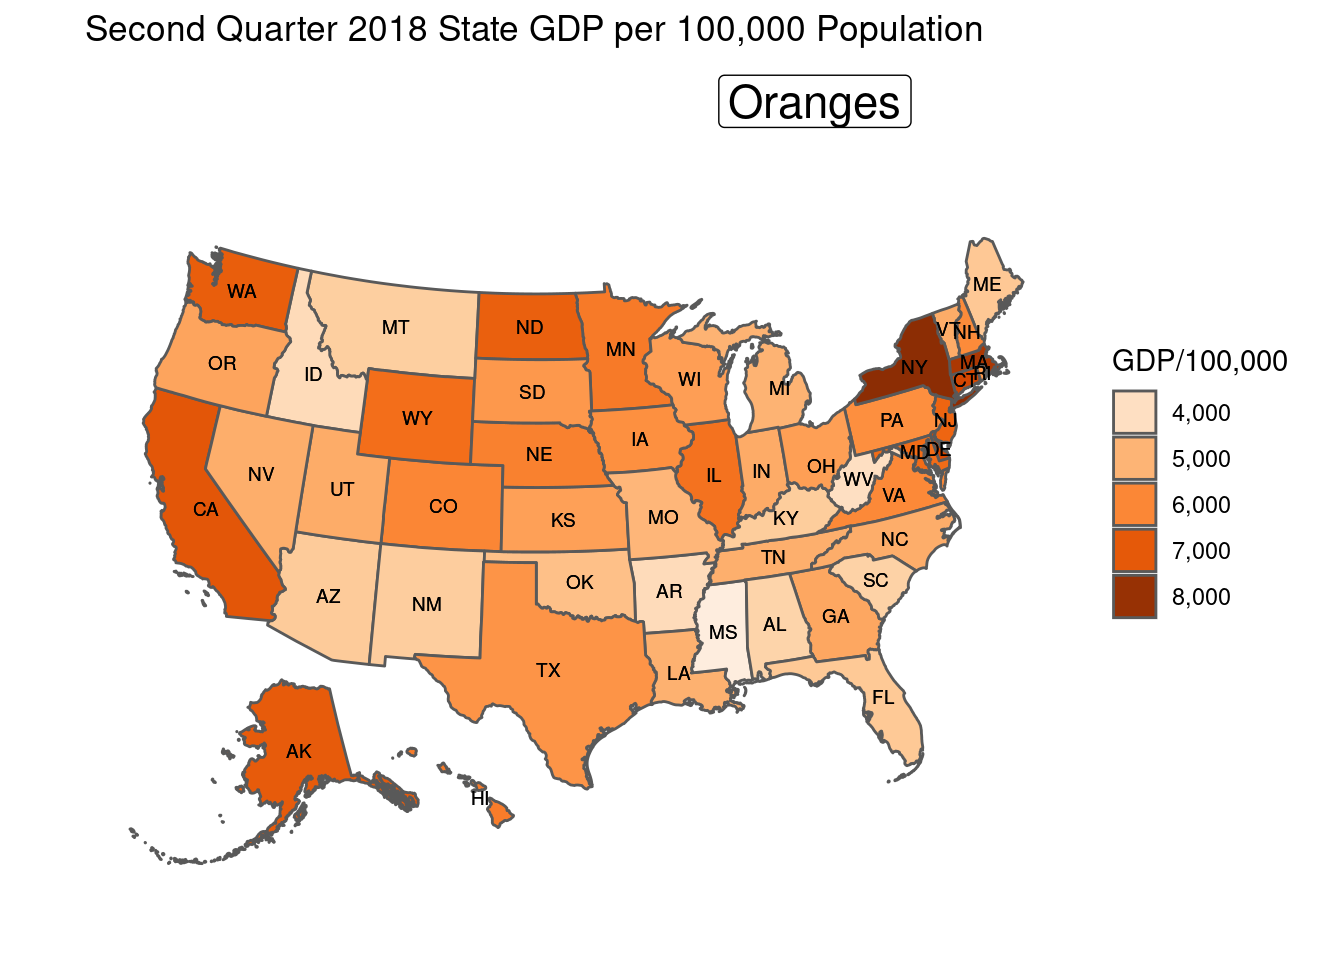 Second Quarter 2018 State GDP per 100,000 Population
Oranges
WA
MT
ND
MN
ME
VT
NH
OR
ID
SD
WI
MI
NY
MA
RI
CT
WY
IA
NE
PA
NJ
NV
UT
CO
IL
IN
OH
MD
DE
WV
VA
CA
KS
MO
KY
NC
TN
AZ
NM
OK
AR
SC
MS
AL
GA
TX
LA
FL
AK
HI
GDP/100,000
4,000
5,000
6,000
7,000
8,000